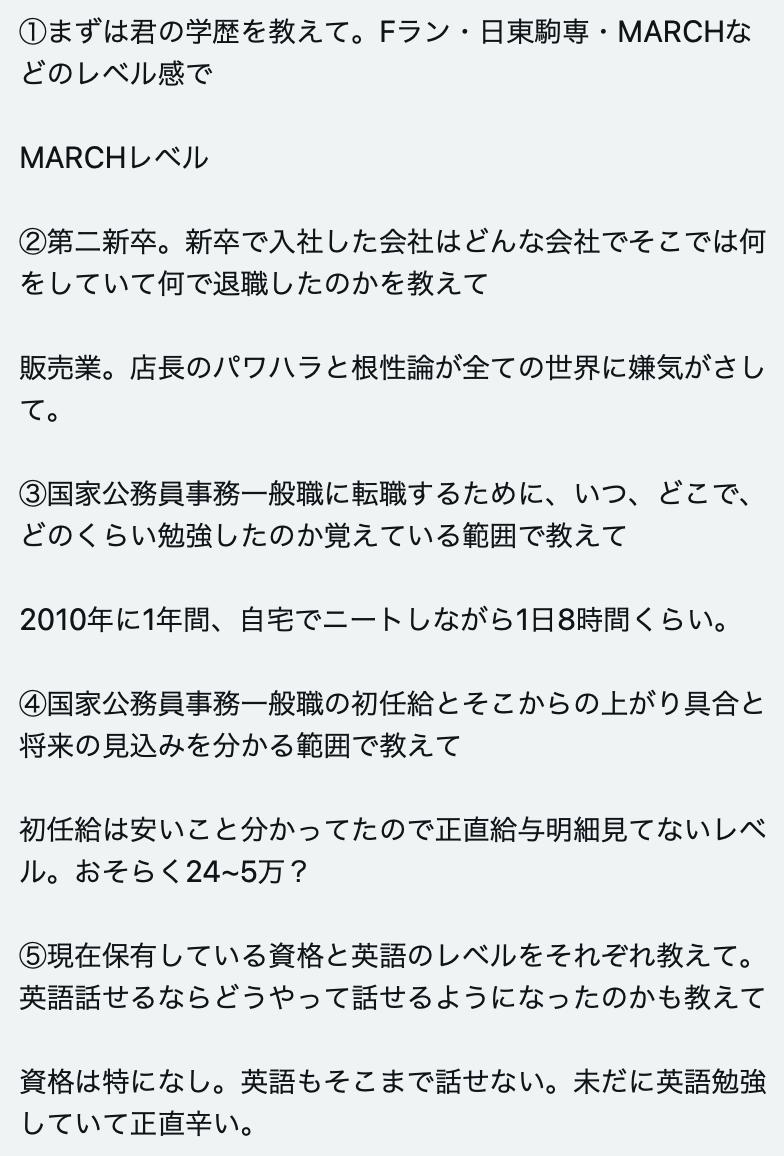 ①まずは君の学歴を教えて。Fラン・日東駒専・MARCHな
どのレベル感で
MARCHレベル
②第二新卒。新卒で入社した会社はどんな会社でそこでは何
をしていて何で退職したのかを教えて
販売業。店長のパワハラと根性論が全ての世界に嫌気がさし
て。
③国家公務員事務一般職に転職するために、いつ、どこで、
どのくらい勉強したのか覚えている範囲で教えて
2010年に1年間、自宅でニートしながら1日8時間くらい。
④国家公務員事務一般職の初任給とそこからの上がり具合と
将来の見込みを分かる範囲で教えて
初任給は安いこと分かってたので正直給与明細見てないレベ
ル。おそらく24~5万？
⑤現在保有している資格と英語のレベルをそれぞれ教えて。
英語話せるならどうやって話せるようになったのかも教えて
資格は特になし。英語もそこまで話せない。未だに英語勉強
していて正直辛い。